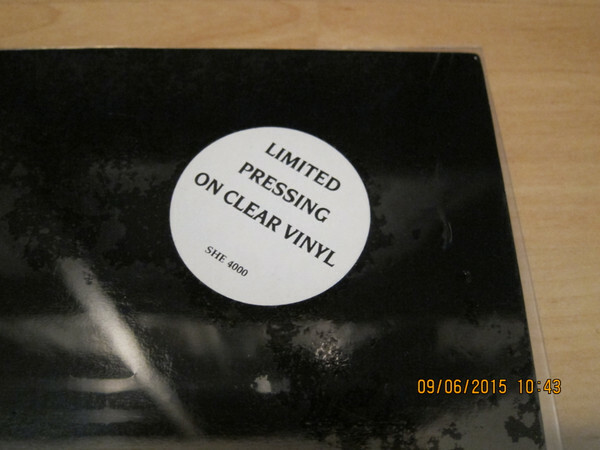 LIMITED
PRESSING
ON CLEAR VINYL
SHE 4000
09/06/2015 10:43